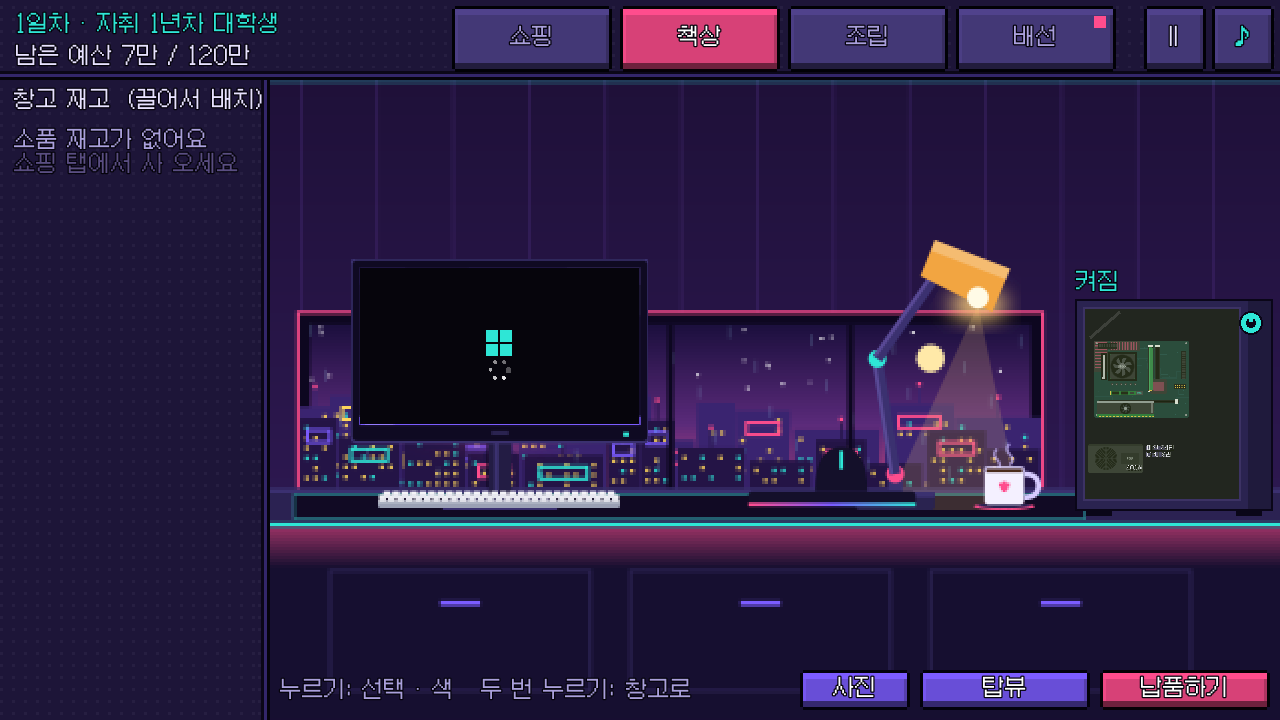 1일차 · 자취 1년차 대학생
남은 예산 7만 / 120만
쇼핑
책상
조립
배선
창고 재고 (끌어서 배치)
소품 재고가 없어요
쇼핑 탭에서 사 오세요
켜짐
누르기: 선택 · 색 두 번 누르기: 창고로
사진
탑뷰
납품하기